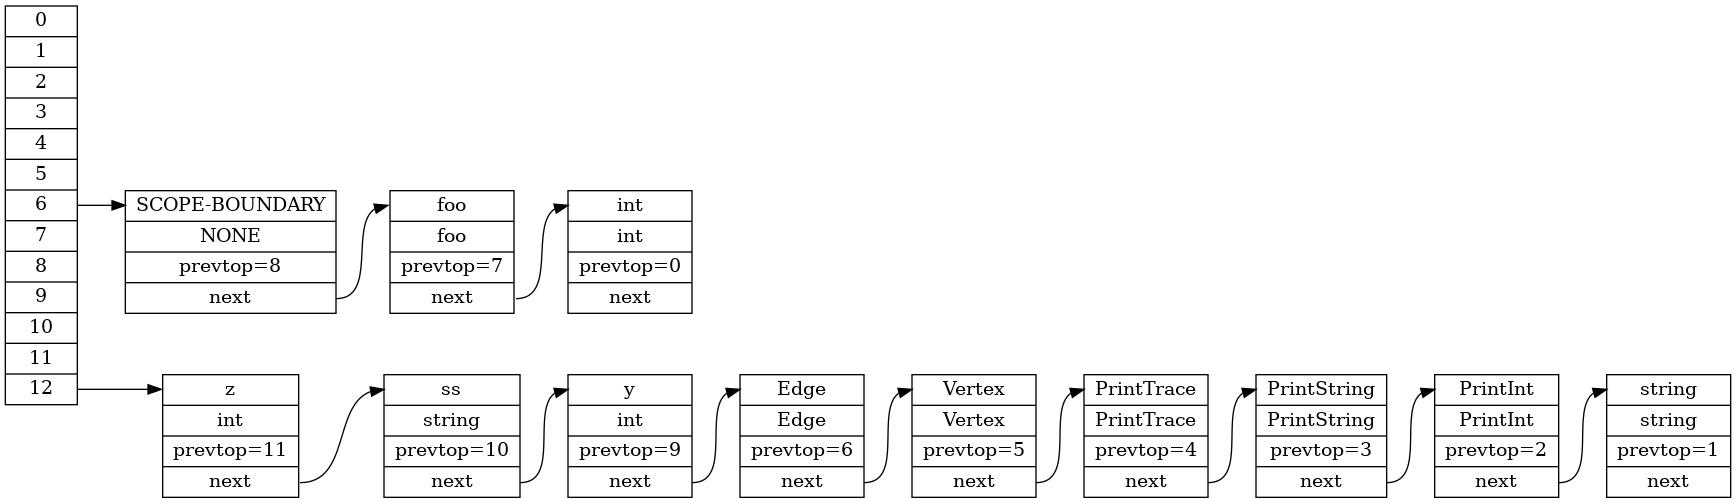 0
1
2
3
4
5
6
7
8
9
10
11
12
SCOPE-BOUNDARY
NONE
prevtop=8
next
foo
foo
prevtop=7
next
int
int
prevtop=0
next
z
int
prevtop=11
next
ss
string
prevtop=10
next
y
int
prevtop=9
next
Edge
Edge
prevtop=6
next
Vertex
Vertex
prevtop=5
next
PrintTrace
PrintTrace
prevtop=4
next
PrintString
PrintString
prevtop=3
next
PrintInt
PrintInt
prevtop=2
next
string
string
prevtop=1
next